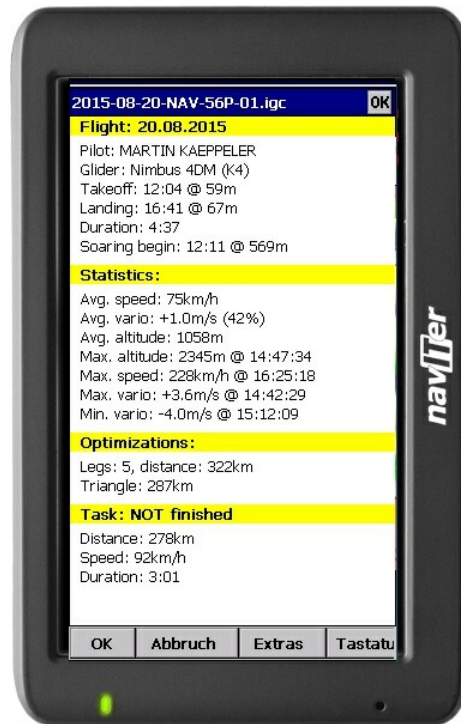 2015-08-20-NAV-56P-01.igc OK
Flight: 20.08.2015
Pilot: MARTIN KAEPPELER
Glider: Nimbus 4DM (K4)
Takeoff: 12:04 @ 59m
Landing: 16:41 @ 67m
Duration: 4:37
Soaring begin: 12:11 @ 569m
Statistics:
Avg. speed: 75km/h
Avg. vario: +1.0m/s (42%)
Avg. altitude: 1058m
Max. altitude: 2345m @ 14:47:34
Max. speed: 228km/h @ 16:25:18
Max. vario: +3.6m/s @ 14:42:29
Min. vario: -4.0m/s @ 15:12:09
Optimizations:
Legs: 5, distance: 322km
Triangle: 287km
Task: NOT finished
Distance: 278km
Speed: 92km/h
Duration: 3:01
OK Abbruch Extras Tastatu
naviter